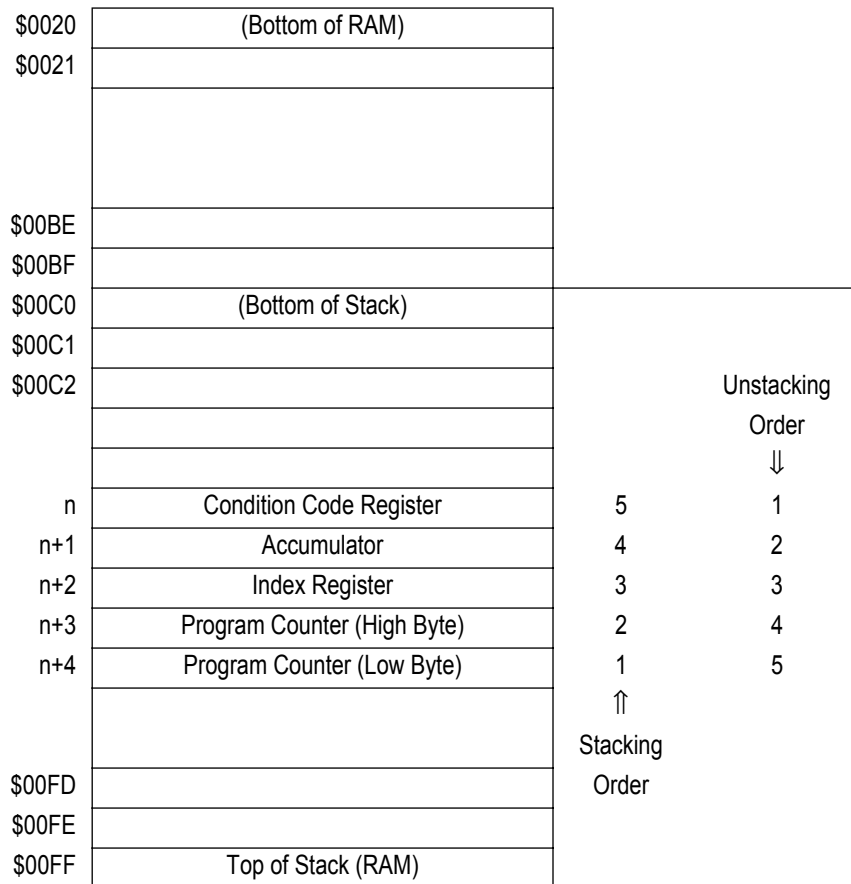 $0020 (Bottom of RAM)
$0021
$00BE
$00BF
$00C0 (Bottom of Stack)
$00C1
$00C2 Unstacking
Order
⇓
n Condition Code Register 5 1
n+1 Accumulator 4 2
n+2 Index Register 3 3
n+3 Program Counter (High Byte) 2 4
n+4 Program Counter (Low Byte) 1 5
⇑
Stacking
$00FD Order
$00FE
$00FF Top of Stack (RAM)